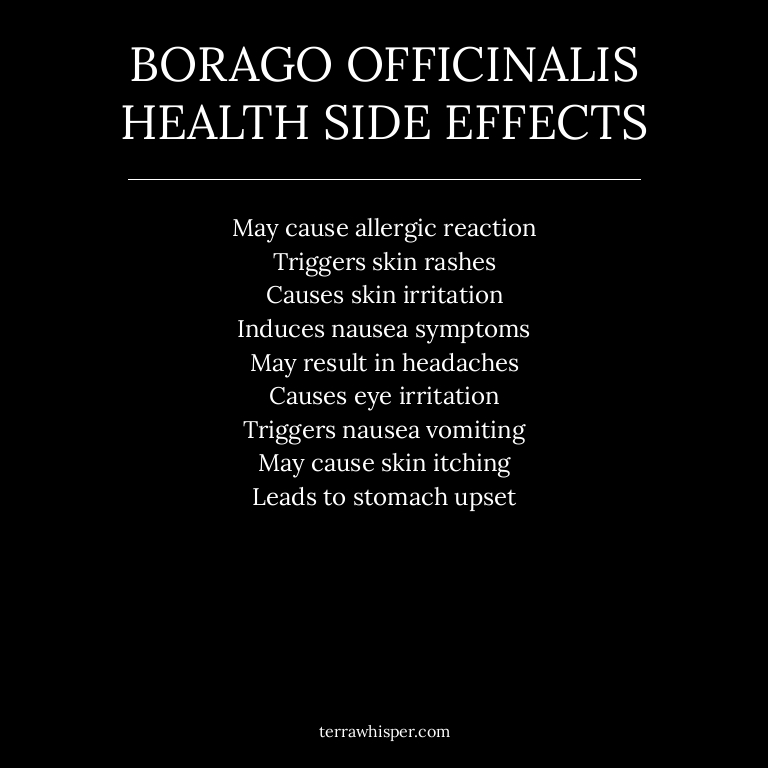 BORAGO OFFICINALIS
HEALTH SIDE EFFECTS
May cause allergic reaction
Triggers skin rashes
Causes skin irritation
Induces nausea symptoms
May result in headaches
Causes eye irritation
Triggers nausea vomiting
May cause skin itching
Leads to stomach upset
terrawhisper.com